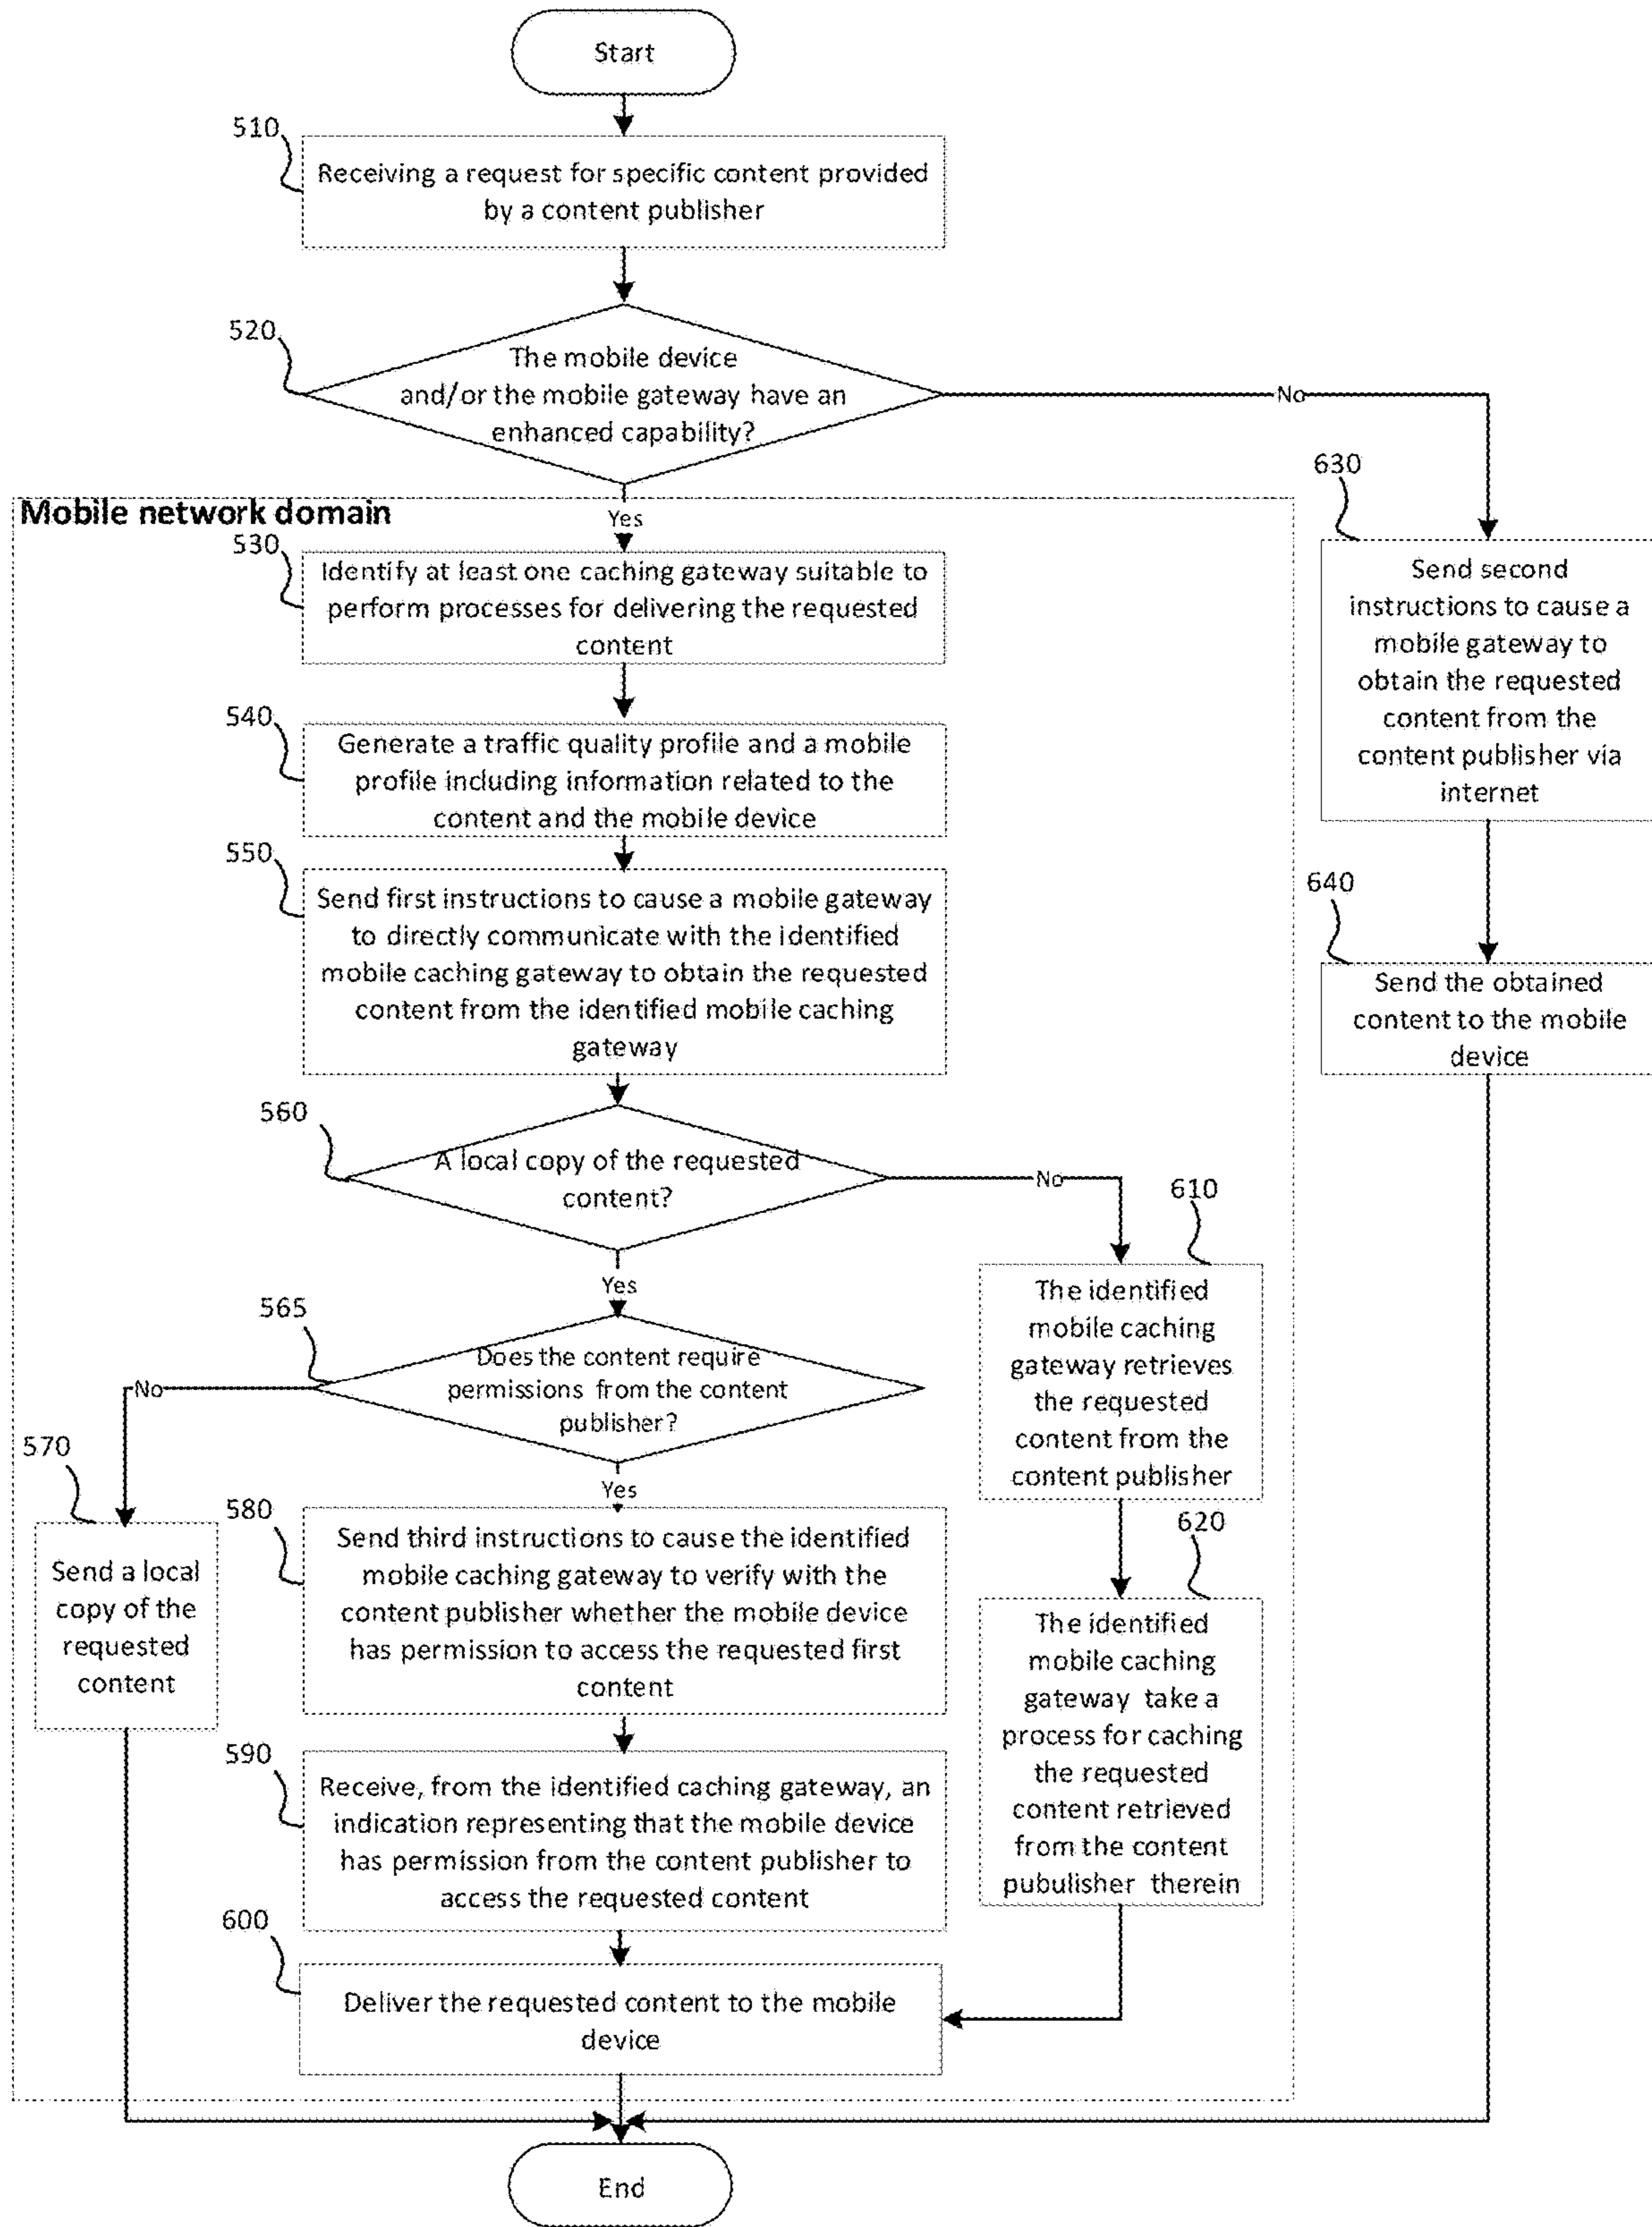 Start
510
Receiving a request for specific content provided
by a content publisher
520
The mobile device
and/or the mobile gateway have an
enhanced capability?
No
Yes
Mobile network domain
530
Identify at least one caching gateway suitable to
perform processes for delivering the requested
content
540
Generate a traffic quality profile and a mobile
profile including information related to the
content and the mobile device
550
Send first instructions to cause a mobile gateway
to directly communicate with the identified
mobile caching gateway to obtain the requested
content from the identified mobile caching
gateway
630
Send second
instructions to cause a
mobile gateway to
obtain the requested
content from the
content publisher via
internet
640
Send the obtained
content to the mobile
device
560
A local copy of the requested
content?
No
Yes
565
Does the content require
permissions from the content
publisher?
No
Yes
570
Send a local
copy of the
requested
content
580
Send third instructions to cause the identified
mobile caching gateway to verify with the
content publisher whether the mobile device
has permission to access the requested first
content
590
Receive, from the identified caching gateway, an
indication representing that the mobile device
has permission from the content publisher to
access the requested content
610
The identified
mobile caching
gateway retrieves
the requested
content from the
content publisher
620
The identified
mobile caching
gateway take a
process for caching
the requested
content retrieved
from the content
pubulisher therein
600
Deliver the requested content to the mobile
device
End